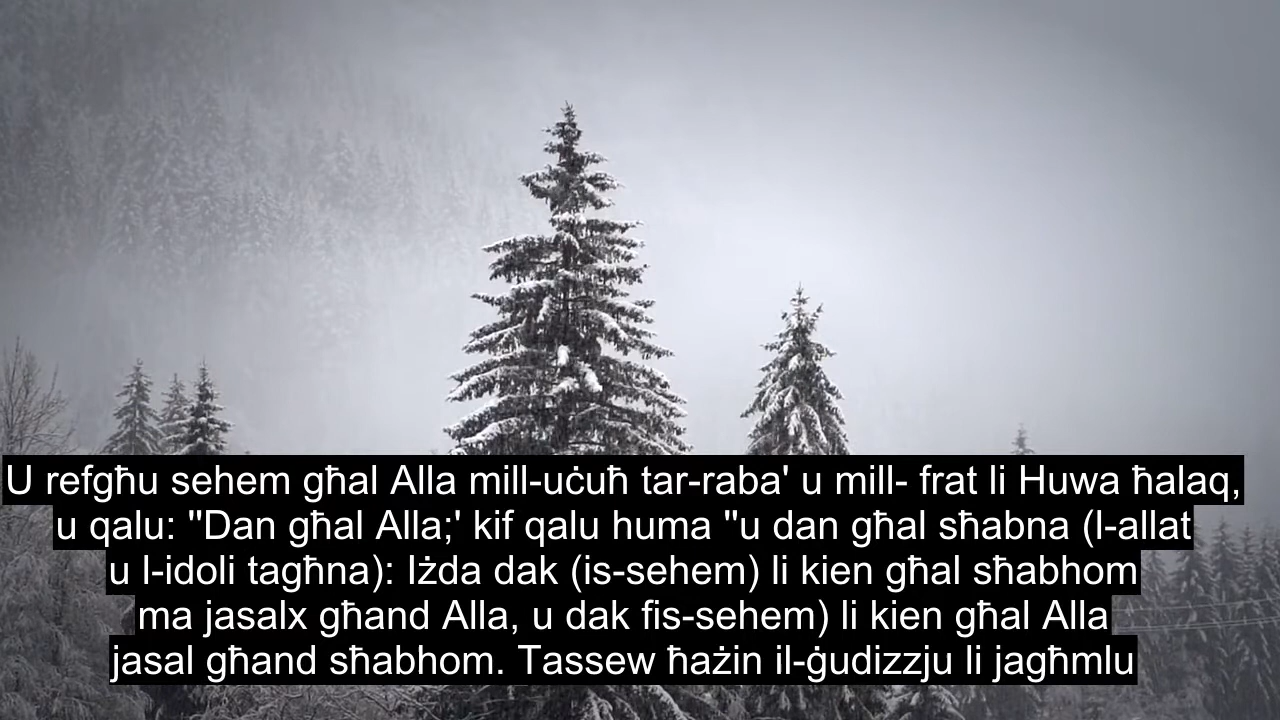 U refgħu sehem għal Alla mill-uċuħ tar-raba' u mill- frat li Huwa ħalaq,
u qalu: "Dan għal Alla;' kif qalu huma "u dan għal sħabna (l-allat
u l-idoli tagħna): Iżda dak (is-sehem) li kien għal sħabhom
ma jasalx għand Alla, u dak fis-sehem) li kien għal Alla
jasal għand sħabhom. Tassew ħażin il-ġudizzju li jagħmlu